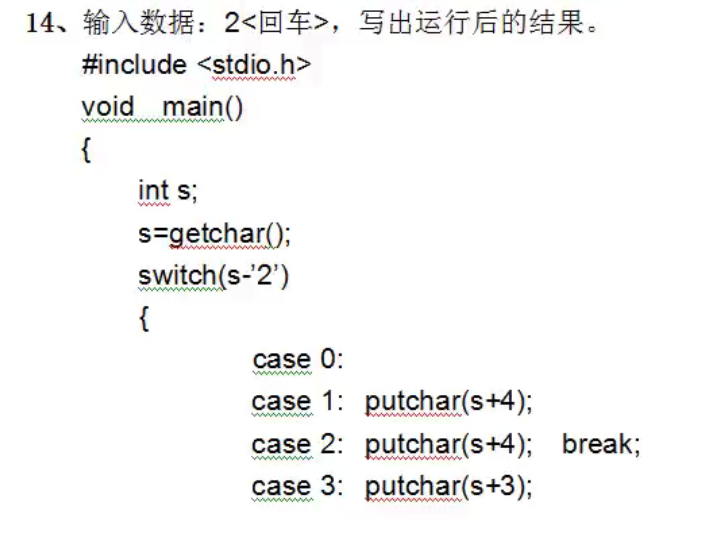 14、输入数据：2<回车>，写出运行后的结果。
#include <stdio.h>
void main()
{
int s;
s=getchar();
switch(s-’2’)
{
case 0:
case 1: putchar(s+4);
case 2: putchar(s+4); break;
case 3: putchar(s+3);